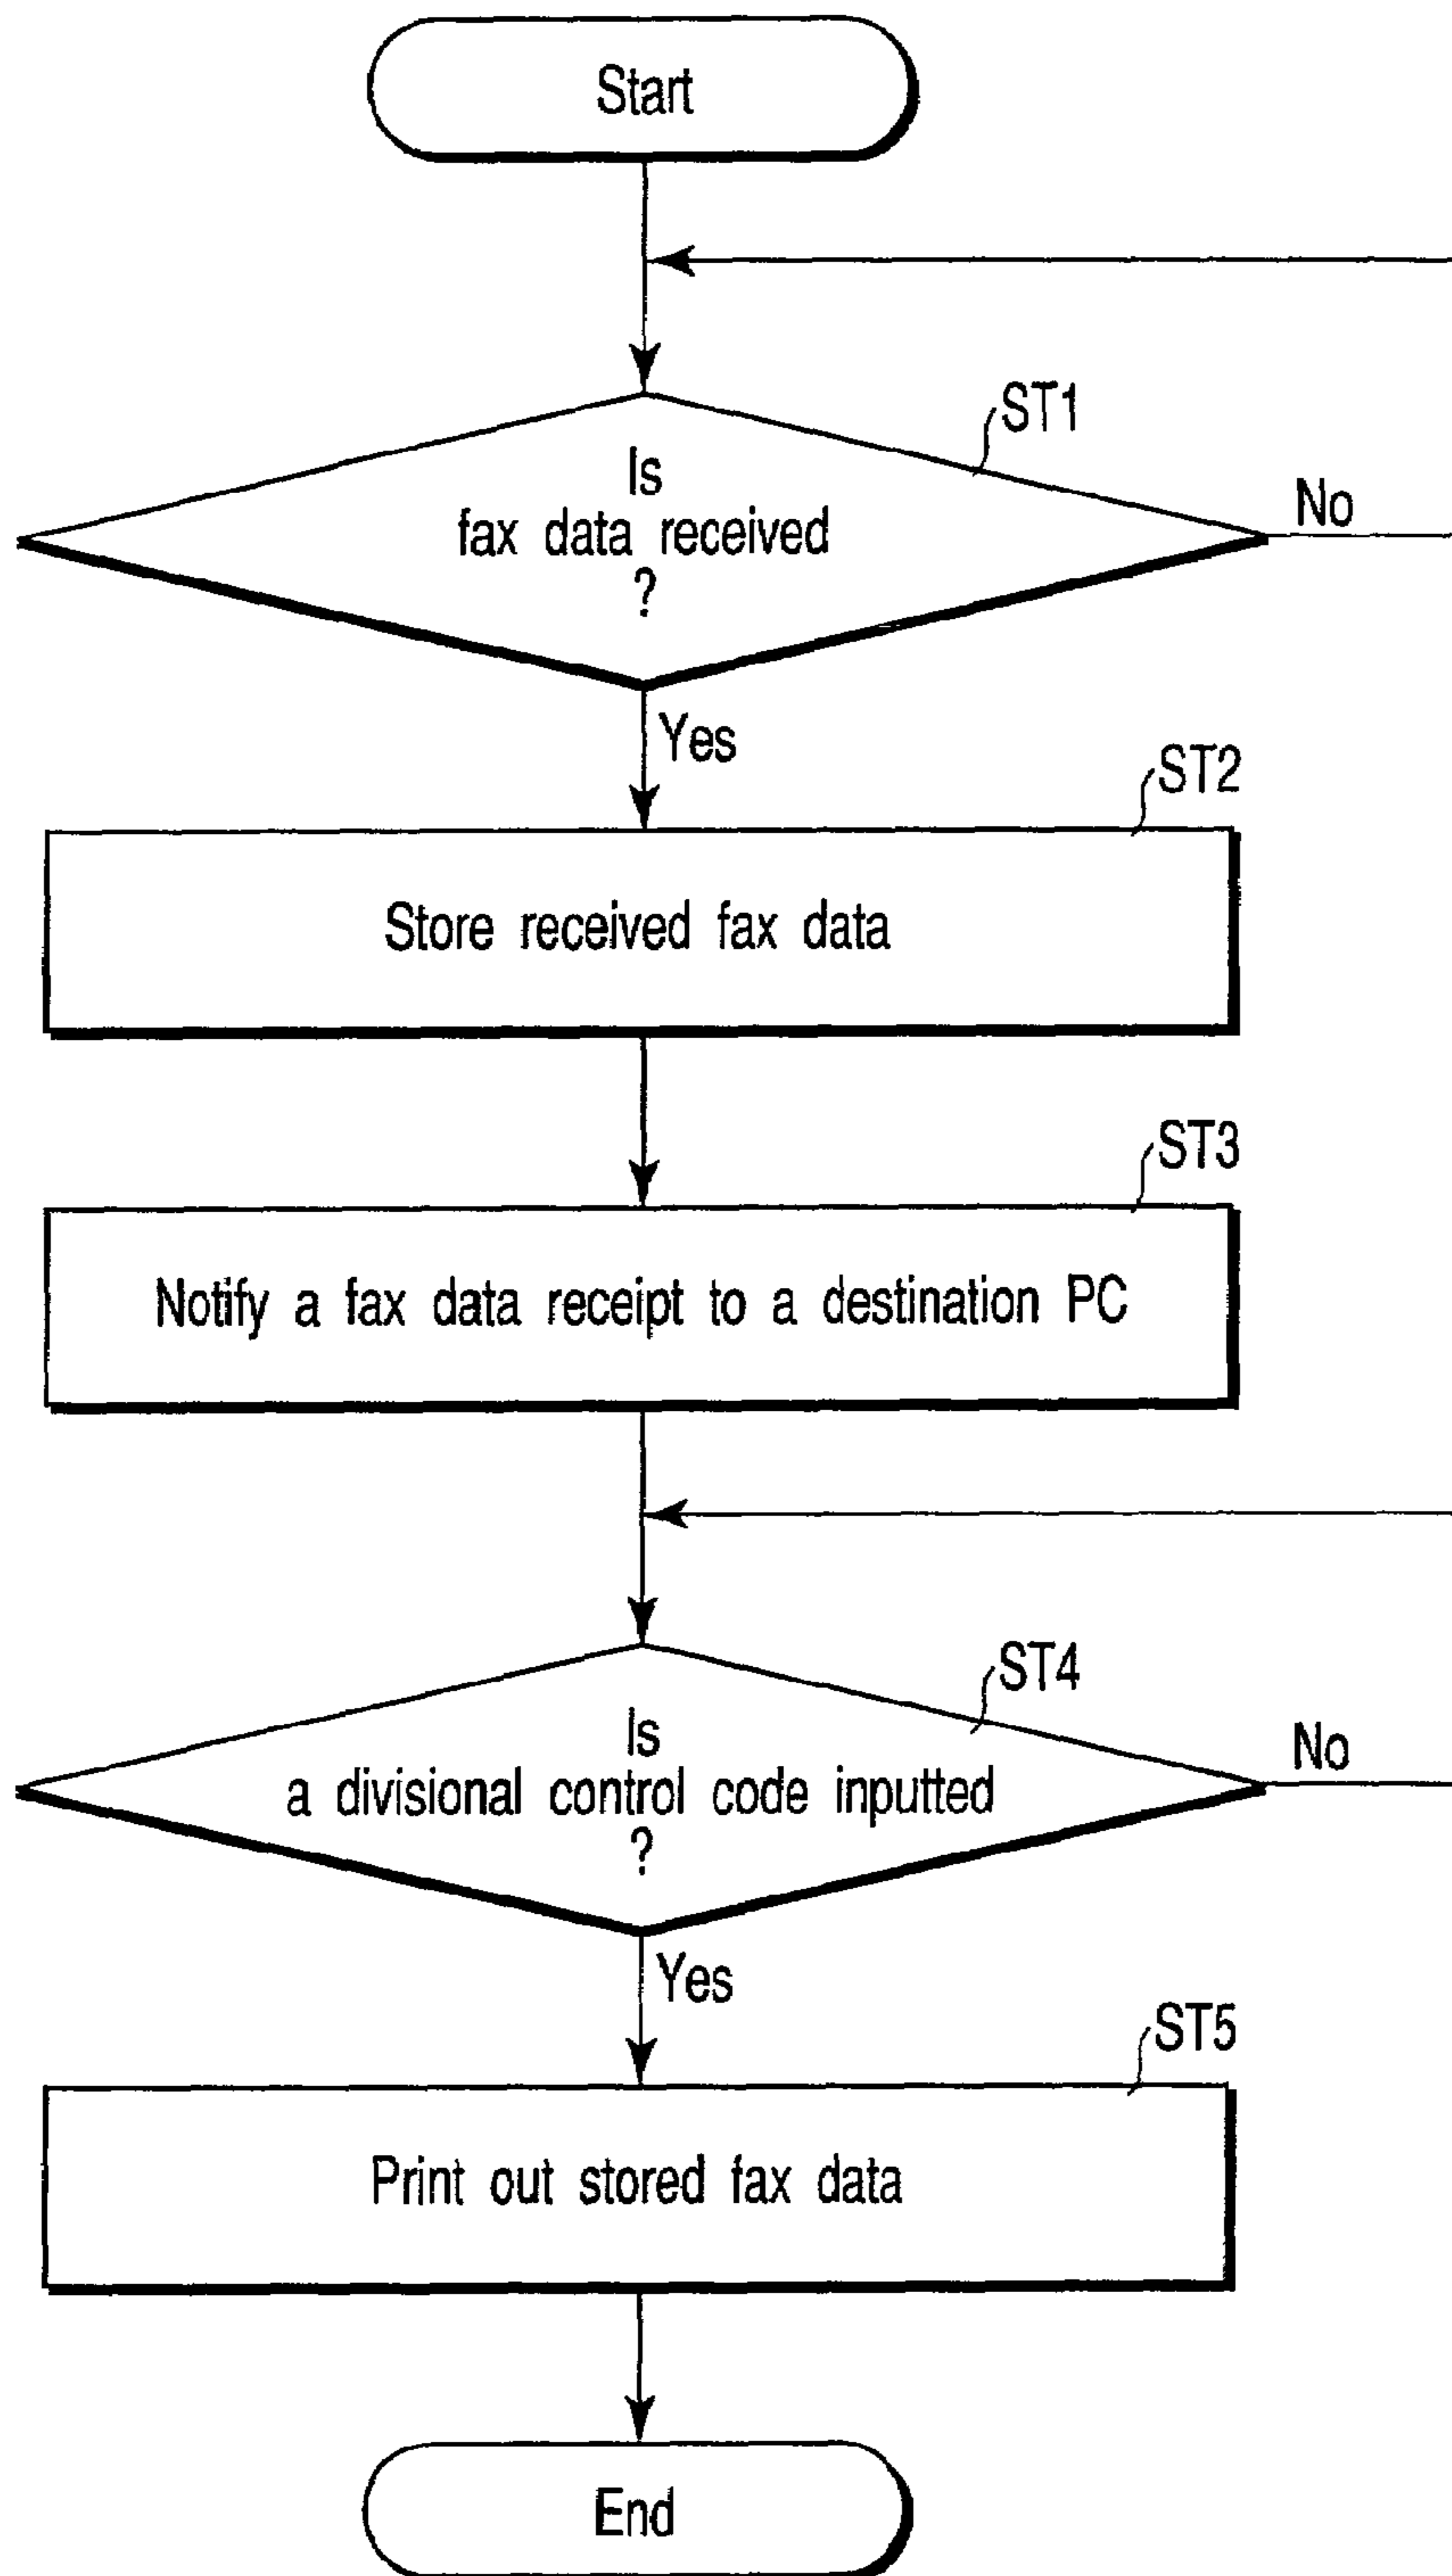 Start
ST1
Is
fax data received
?
No
Yes
ST2
Store received fax data
ST3
Notify a fax data receipt to a destination PC
ST4
Is
a divisional control code inputted
?
No
Yes
ST5
Print out stored fax data
End